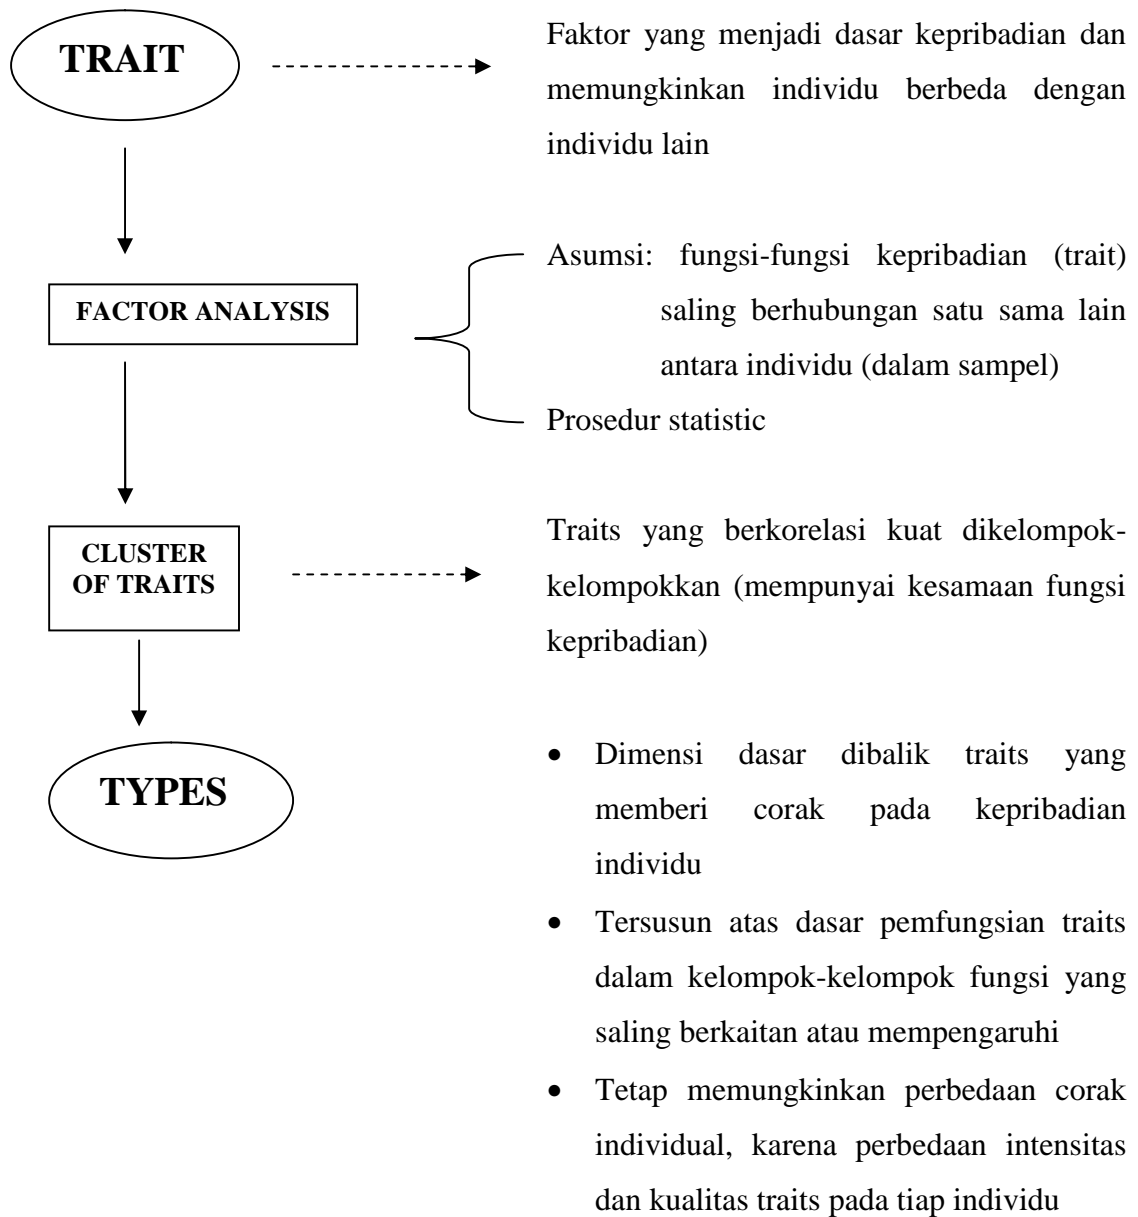 TRAIT
Faktor yang menjadi dasar kepribadian dan
memungkinkan individu berbeda dengan
individu lain
FACTOR ANALYSIS
Asumsi: fungsi-fungsi kepribadian (trait)
saling berhubungan satu sama lain
antara individu (dalam sampel)
Prosedur statistic
CLUSTER
OF TRAITS
Traits yang berkorelasi kuat dikelompok-
kelompokkan (mempunyai kesamaan fungsi
kepribadian)
TYPES
• Dimensi dasar dibalik traits yang
memberi corak pada kepribadian
individu
• Tersusun atas dasar pemfungsian traits
dalam kelompok-kelompok fungsi yang
saling berkaitan atau mempengaruhi
• Tetap memungkinkan perbedaan corak
individual, karena perbedaan intensitas
dan kualitas traits pada tiap individu